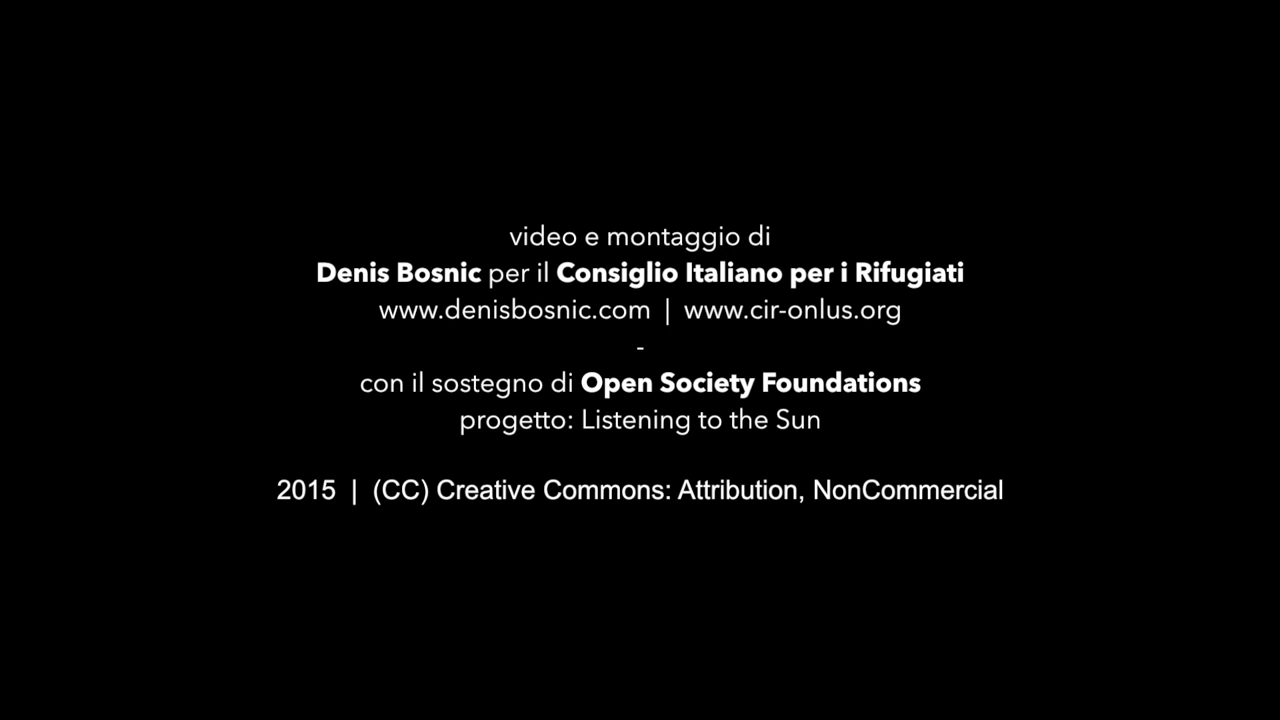 video e montaggio di
Denis Bosnic per il Consiglio Italiano per i Rifugiati
www.denisbosnic.com | www.cir-onlus.org
-
con il sostegno di Open Society Foundations
progetto: Listening to the Sun
2015 | (CC) Creative Commons: Attribution, NonCommercial